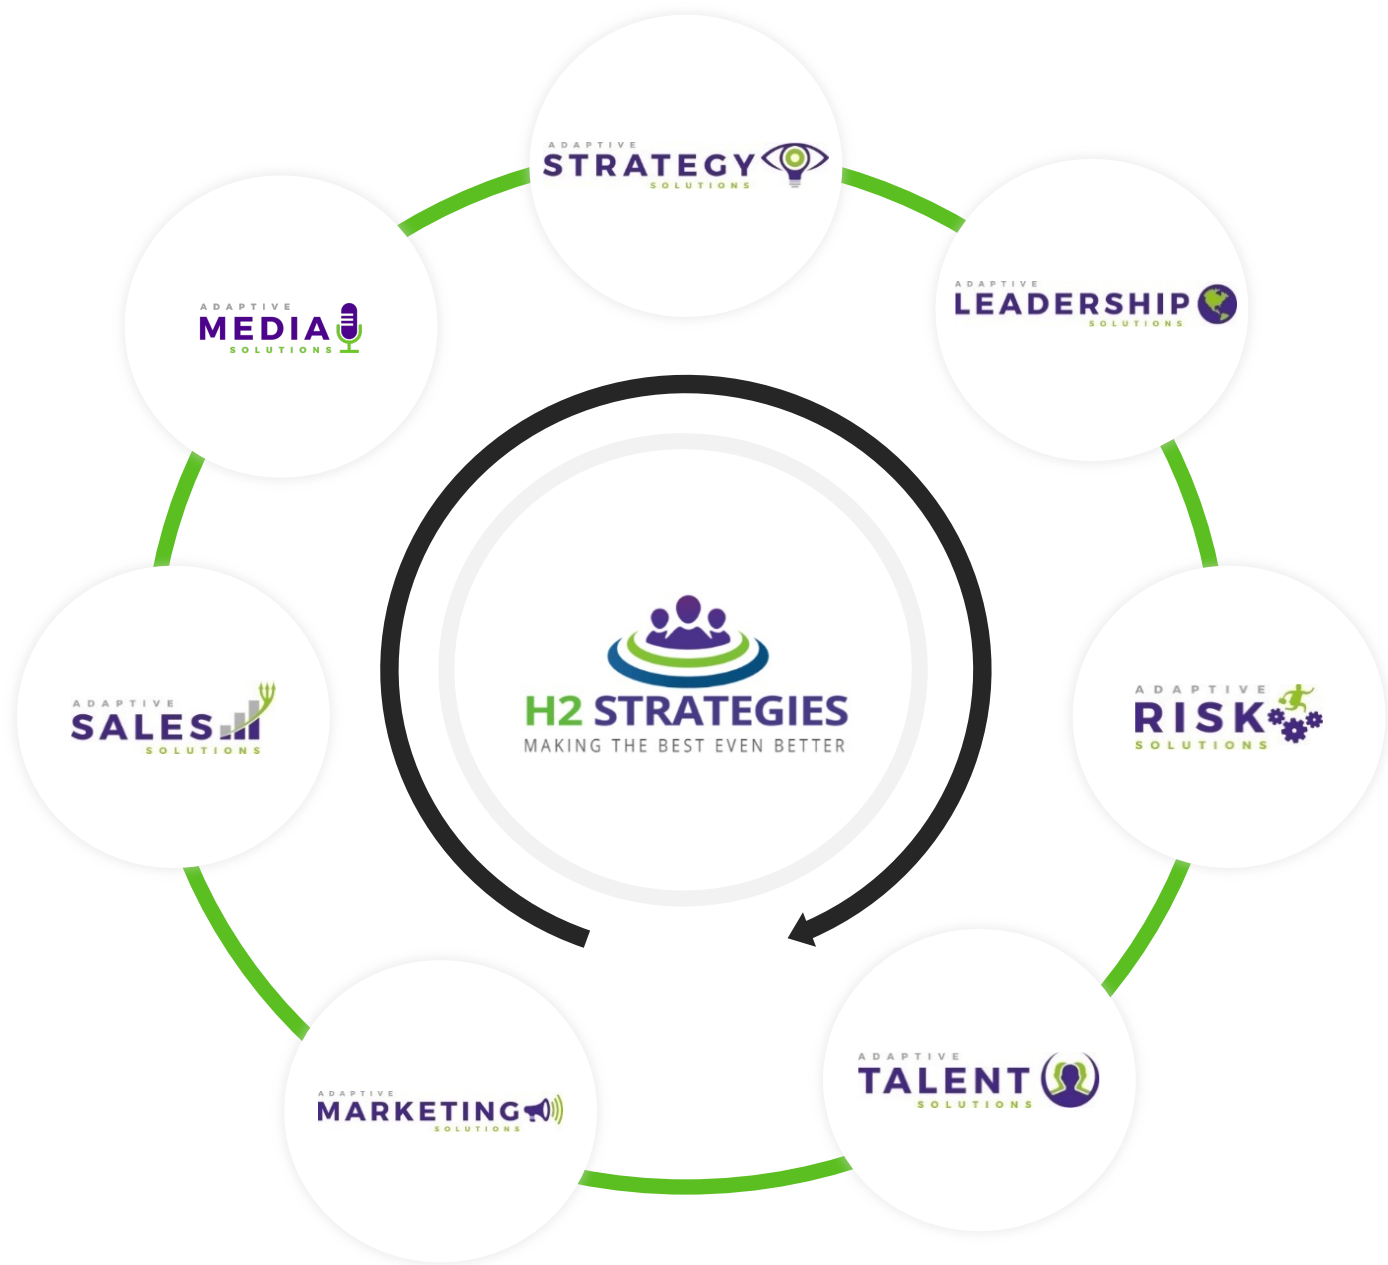 ADAPTIVE
STRATEGY
SOLUTIONS
ADAPTIVE
LEADERSHIP
SOLUTIONS
ADAPTIVE
RISK
SOLUTIONS
ADAPTIVE
TALENT
SOLUTIONS
ADAPTIVE
MARKETING
SOLUTIONS
ADAPTIVE
SALES
SOLUTIONS
ADAPTIVE
MEDIA
SOLUTIONS
H2 STRATEGIES
MAKING THE BEST EVEN BETTER